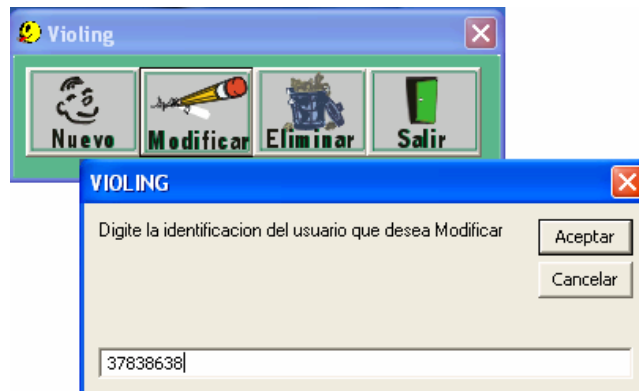 Violing
Nuevo Modificar Eliminar Salir
VIOLING
Digite la identificacion del usuario que desea Modificar
Aceptar
Cancelar
37838638